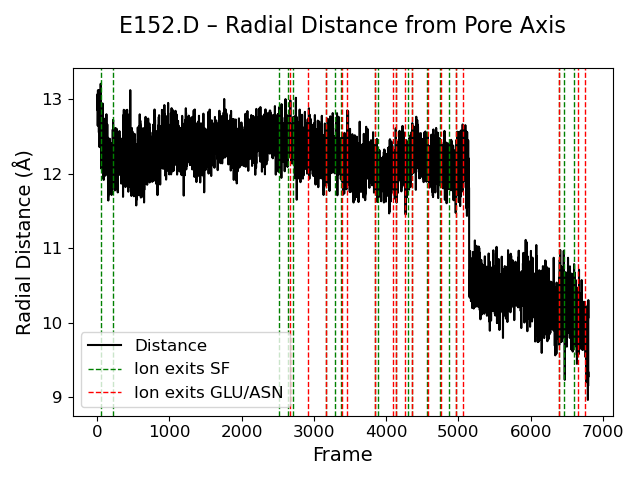 E152.D – Radial Distance from Pore Axis
Radial Distance (Å)
13
12
11
10
9
Distance
Ion exits SF
Ion exits GLU/ASN
0 1000 2000 3000 4000 5000 6000 7000
Frame